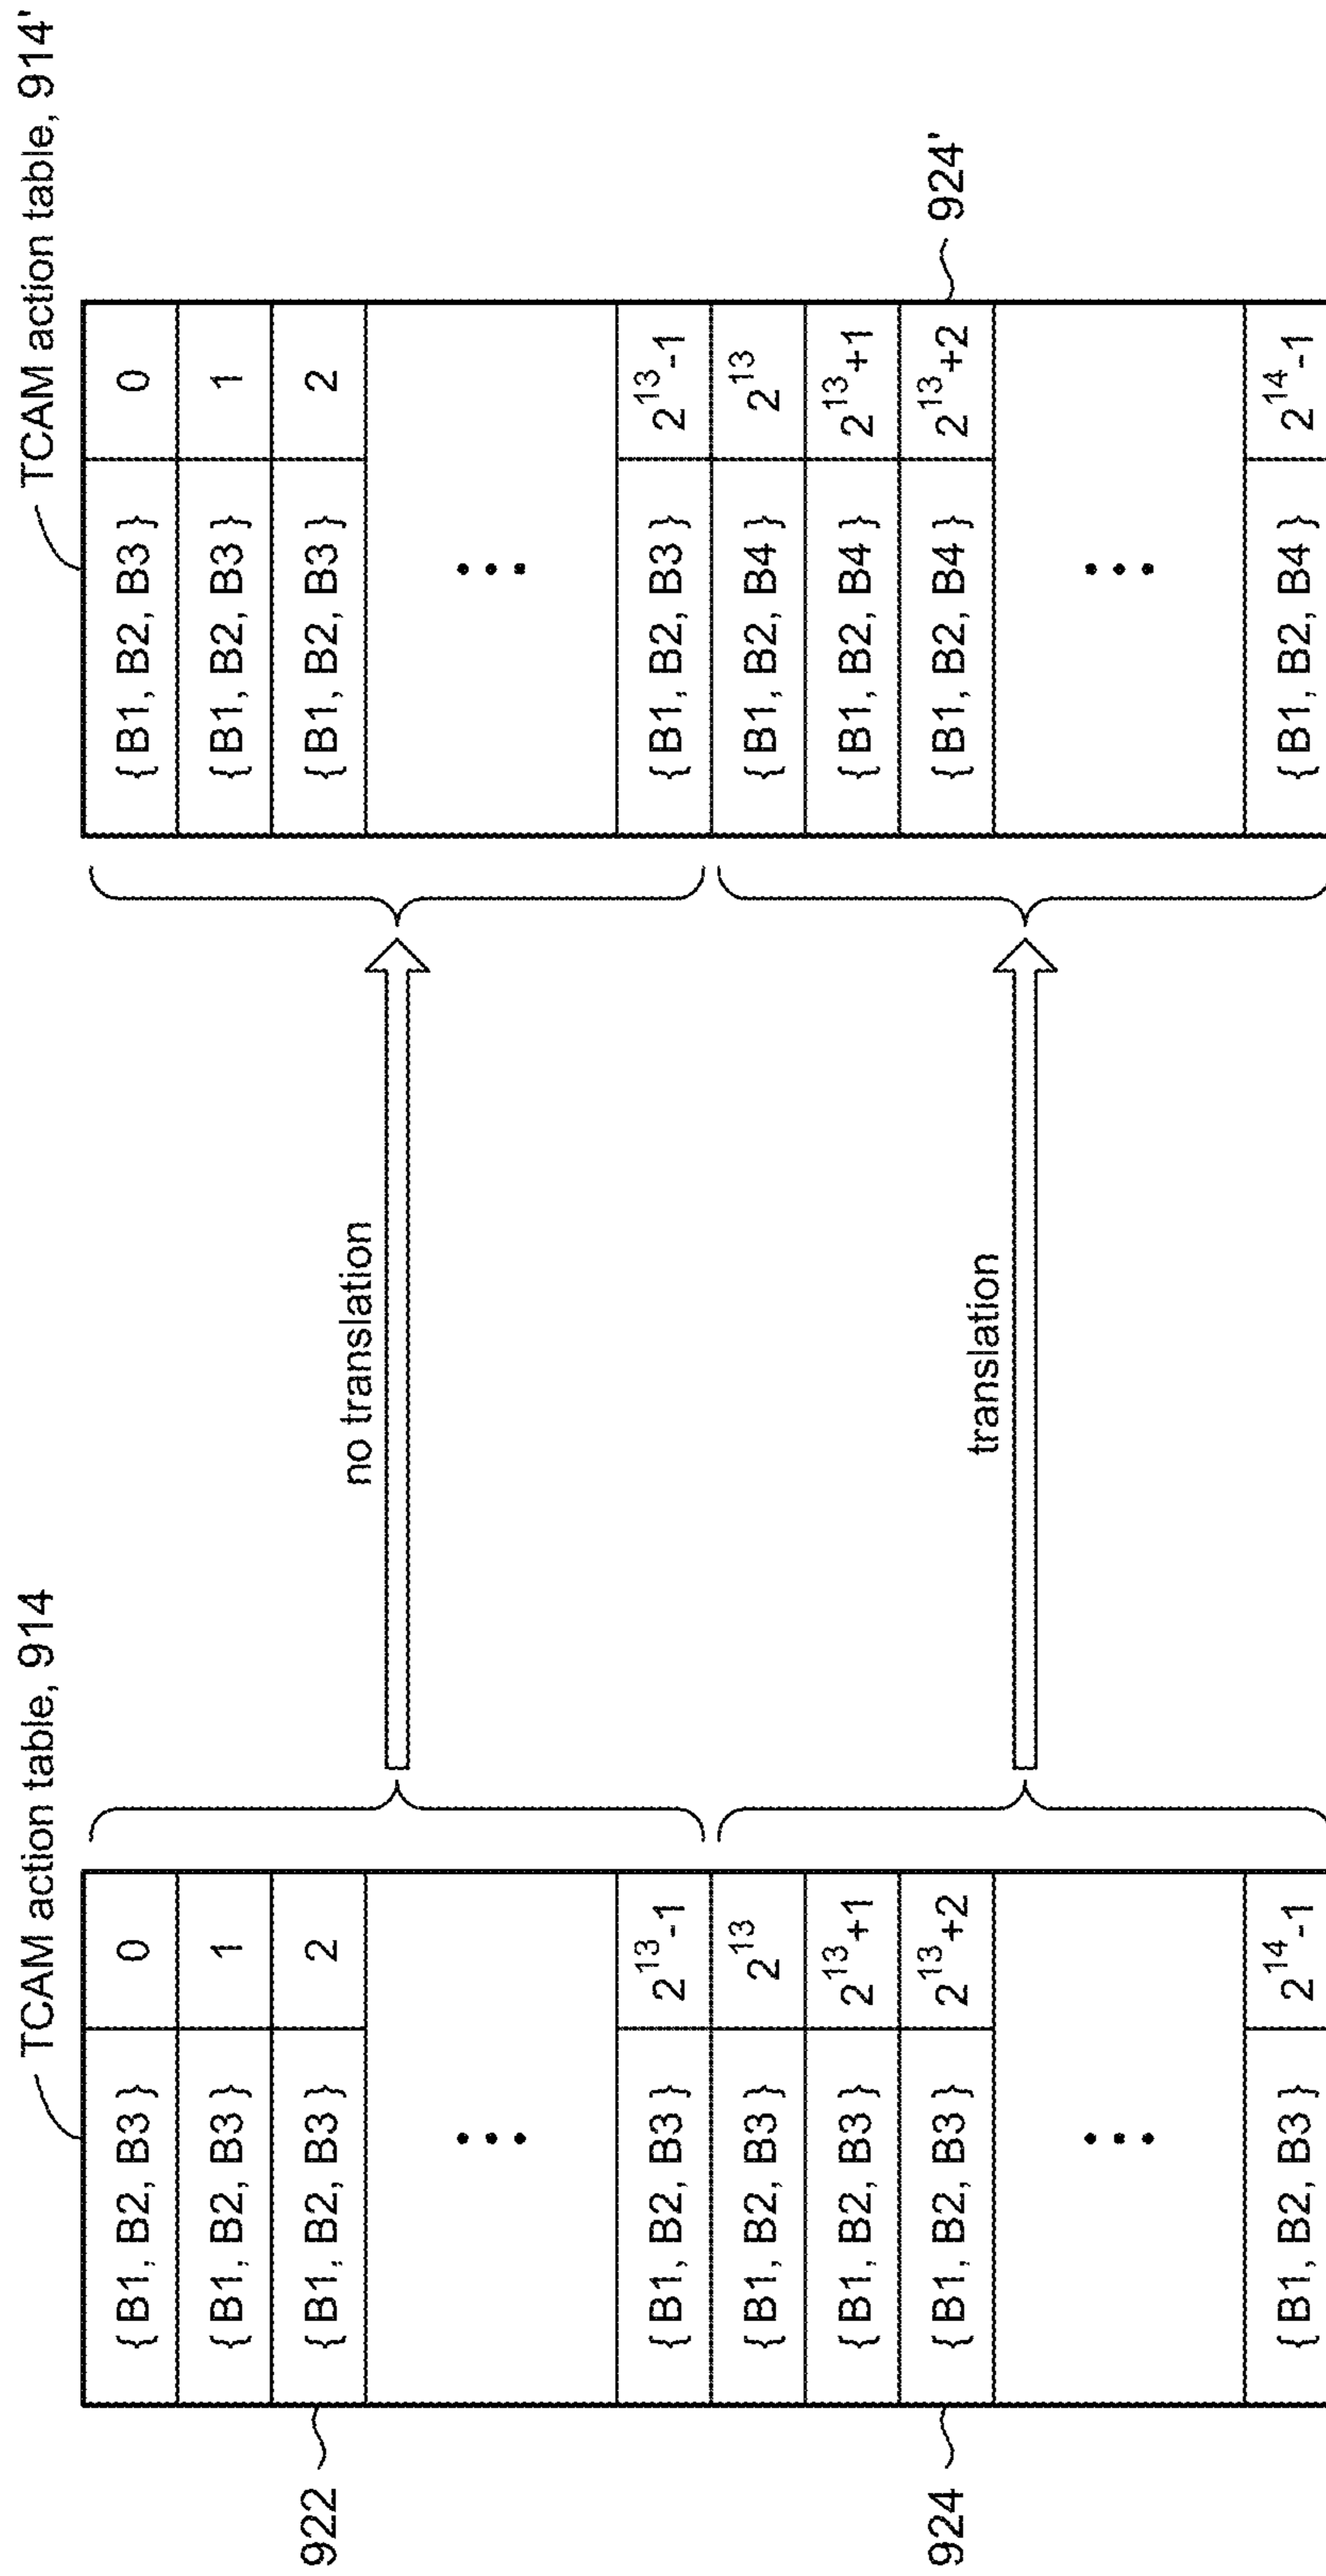 TCAM action table, 914
{ B1, B2, B3 } 0
{ B1, B2, B3 } 1
922 { B1, B2, B3 } 2
•••
{ B1, B2, B3 } 2^13-1
{ B1, B2, B3 } 2^13
{ B1, B2, B3 } 2^13+1
924 { B1, B2, B3 } 2^13+2
•••
{ B1, B2, B3 } 2^14-1
no translation
translation
TCAM action table, 914'
{ B1, B2, B3 } 0
{ B1, B2, B3 } 1
{ B1, B2, B3 } 2
•••
{ B1, B2, B3 } 2^13-1
{ B1, B2, B4 } 2^13
{ B1, B2, B4 } 2^13+1
{ B1, B2, B4 } 2^13+2 924'
•••
{ B1, B2, B4 } 2^14-1